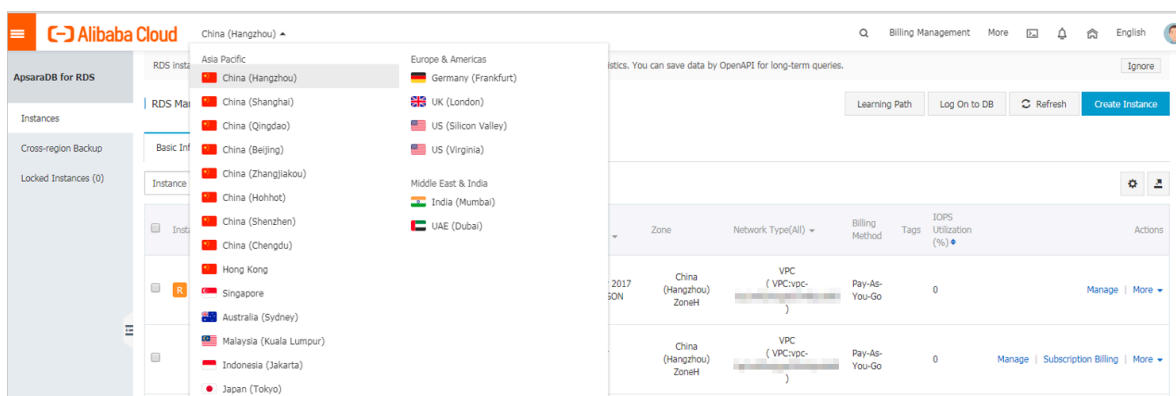 Alibaba Cloud
China (Hangzhou)
Billing Management
More
English
ApsaraDB for RDS
Instances
Cross-region Backup
Locked Instances (0)
RDS insta
istics. You can save data by OpenAPI for long-term queries.
Ignore
RDS Mar
Learning Path
Log On to DB
Refresh
Create Instance
Basic Inf
Instance
Asia Pacific
China (Hangzhou)
China (Shanghai)
China (Qingdao)
China (Beijing)
China (Zhangjiakou)
China (Hohhot)
China (Shenzhen)
China (Chengdu)
Hong Kong
Singapore
Australia (Sydney)
Malaysia (Kuala Lumpur)
Indonesia (Jakarta)
Japan (Tokyo)
Europe & Americas
Germany (Frankfurt)
UK (London)
US (Silicon Valley)
US (Virginia)
Middle East & India
India (Mumbai)
UAE (Dubai)
Insta
Zone
Network Type(All)
Billing
Method
Tags
IOPS
Utilization
(%)
Actions
R
2017
SON
China
(Hangzhou)
ZoneH
VPC
( VPC:vpc-
)
Pay-As-
You-Go
0
Manage | More
China
(Hangzhou)
ZoneH
VPC
( VPC:vpc-
)
Pay-As-
You-Go
0
Manage | Subscription Billing | More